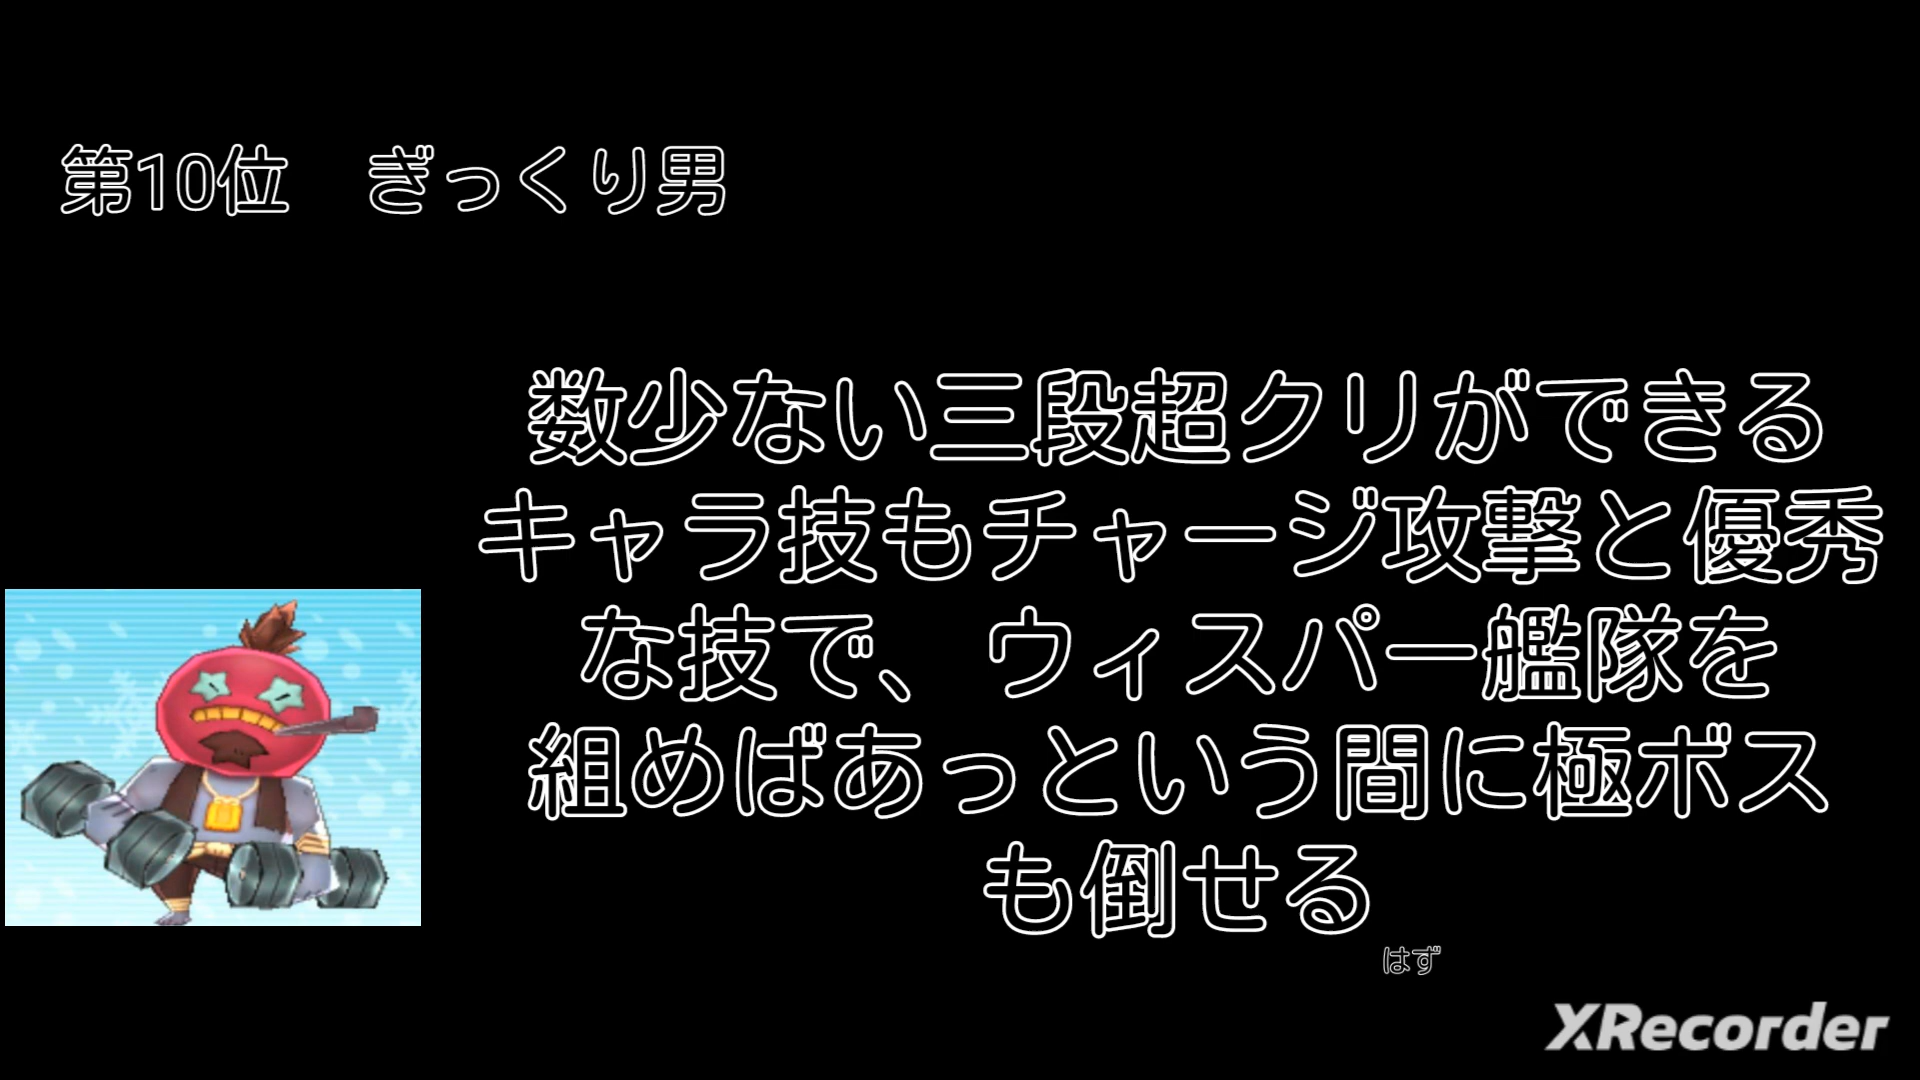 第10位　ぎっくり男
数少ない三段超クリができる
キャラ技もチャージ攻撃と優秀
な技で、ウィスパー艦隊を
組めばあっという間に極ボス
も倒せる
はず
XRecorder